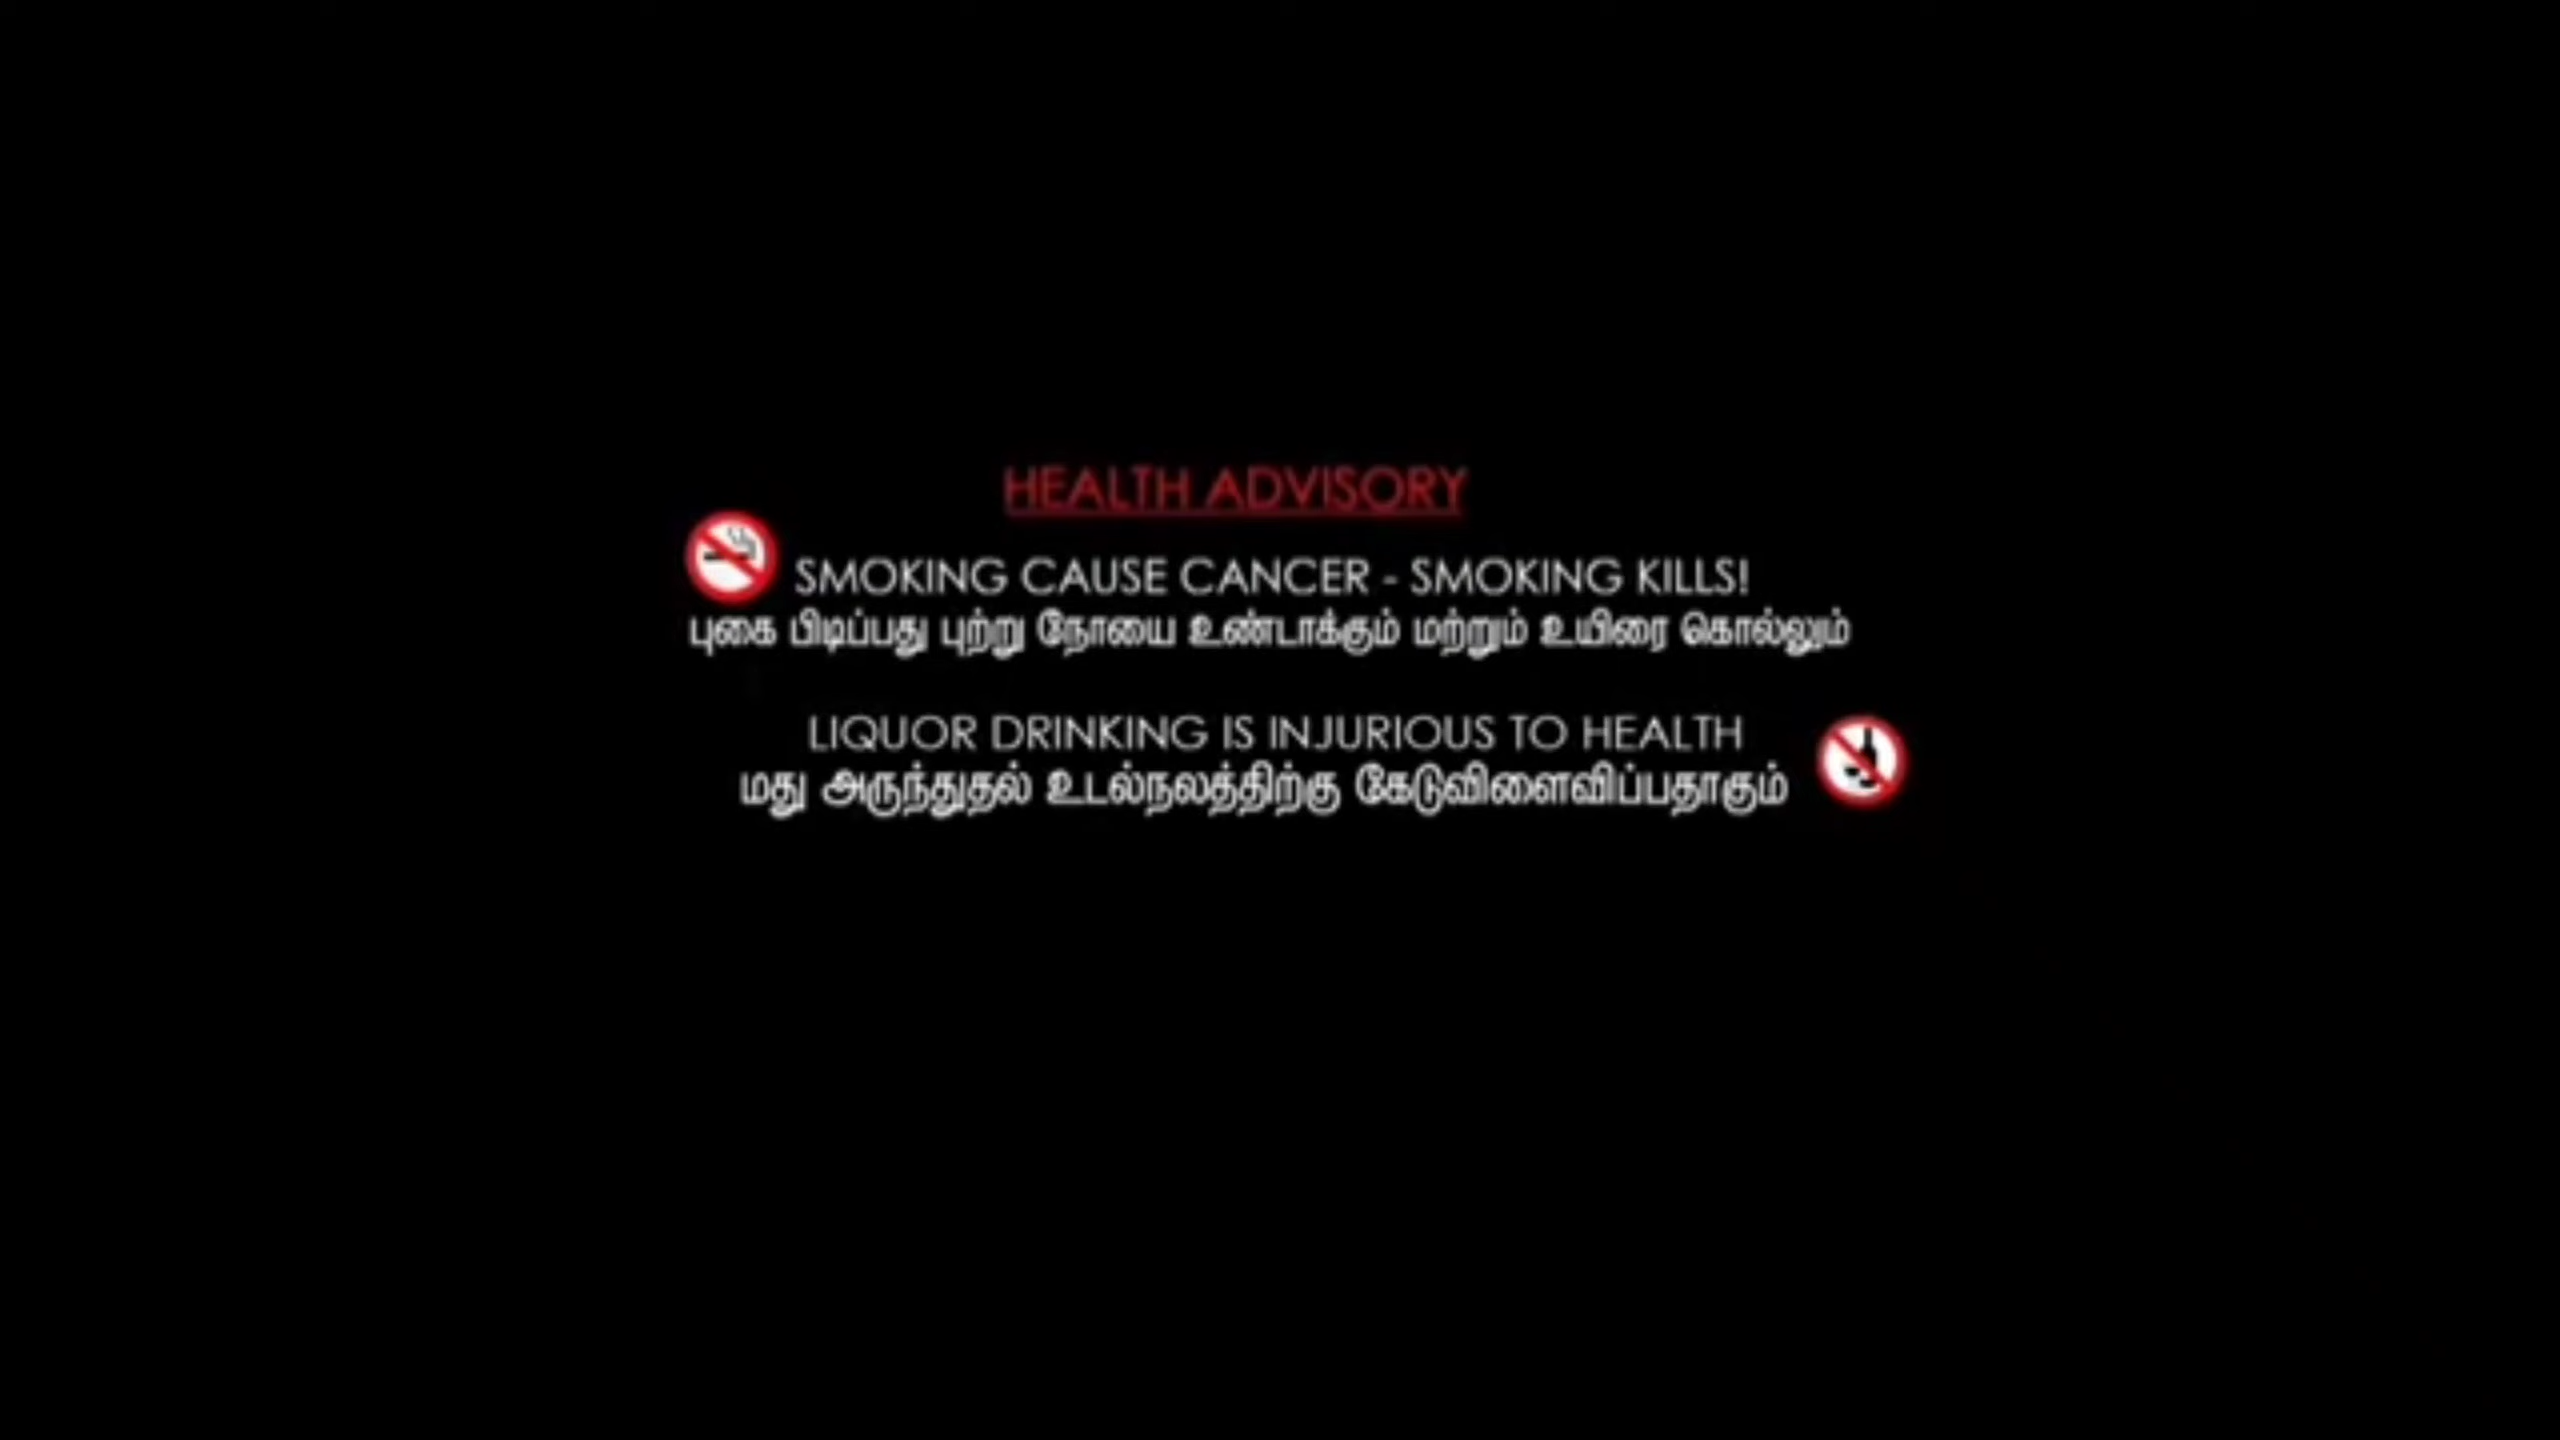 HEALTH ADVISORY
SMOKING CAUSE CANCER - SMOKING KILLS!
புகை பிடிப்பது புற்று நோயை உண்டாக்கும் மற்றும் உயிரை கொல்லும்
LIQUOR DRINKING IS INJURIOUS TO HEALTH
மது அருந்துதல் உடல்நலத்திற்கு கேடுவிளைவிப்பதாகும்